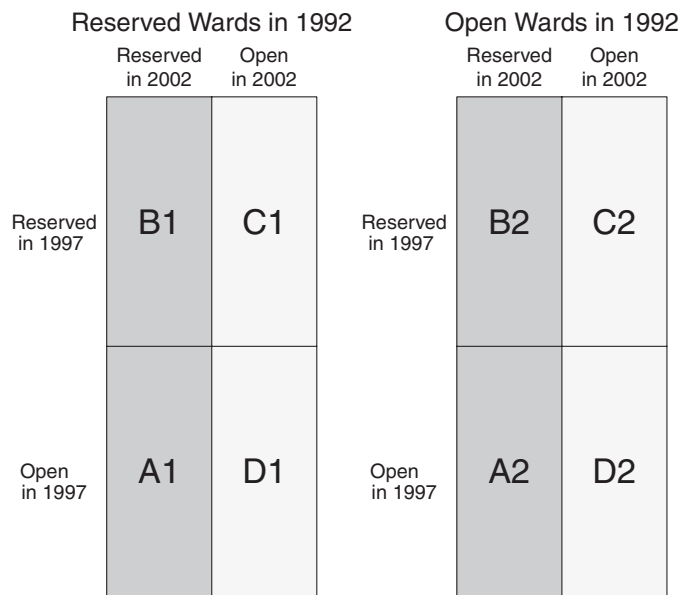 Reserved Wards in 1992
Reserved
in 2002
Open
in 2002
Reserved
in 1997
B1
C1
Open
in 1997
A1
D1
Open Wards in 1992
Reserved
in 2002
Open
in 2002
Reserved
in 1997
B2
C2
Open
in 1997
A2
D2